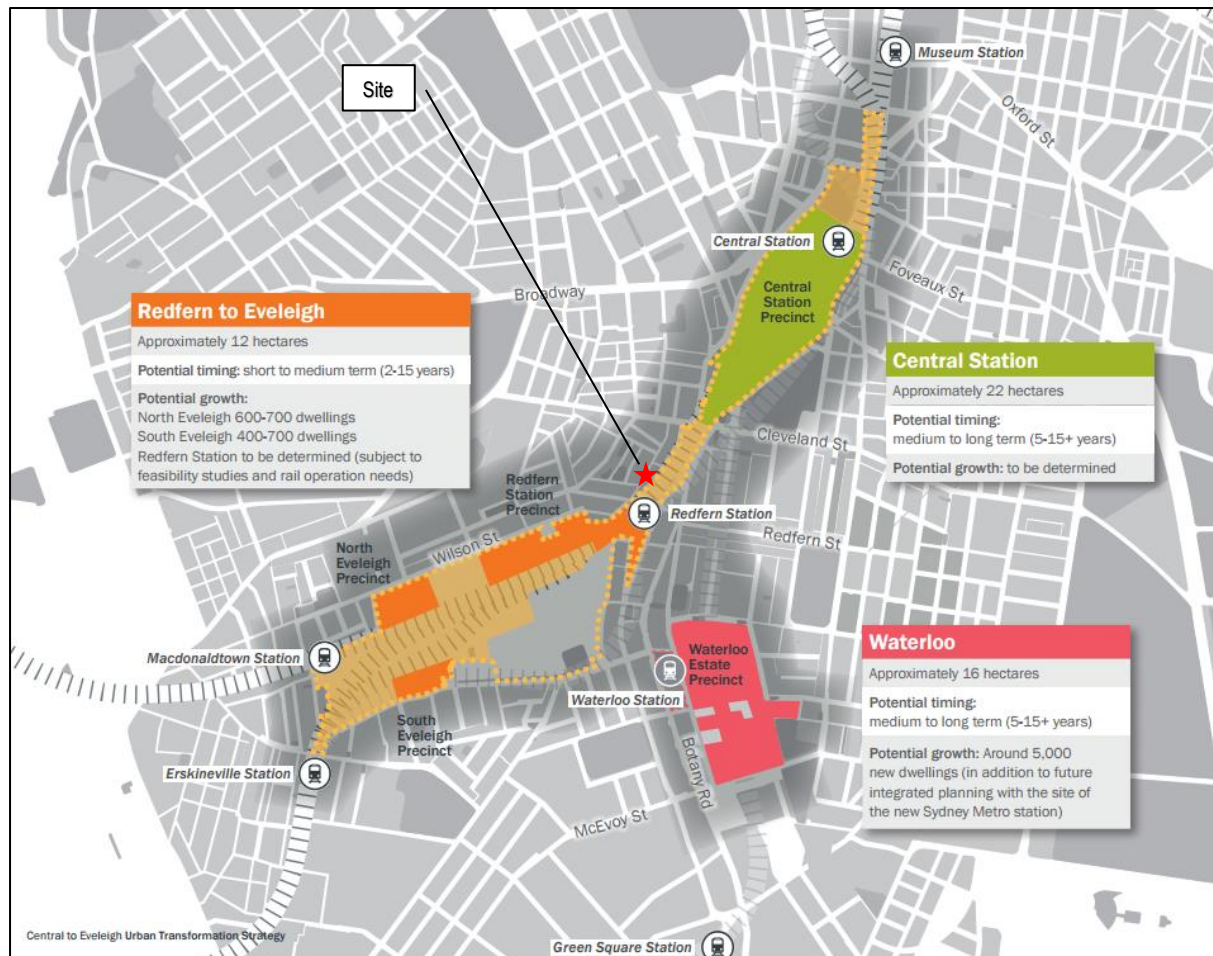 Museum Station
Site
Oxford St
Central Station
Foveaux St
Central
Station
Precinct
Broadway
Redfern to Eveleigh
Approximately 12 hectares
Potential timing: short to medium term (2-15 years)
Potential growth:
North Eveleigh 600-700 dwellings
South Eveleigh 400-700 dwellings
Redfern Station to be determined (subject to
feasibility studies and rail operation needs)
Central Station
Approximately 22 hectares
Potential timing:
medium to long term (5-15+ years)
Potential growth: to be determined
Cleveland St
Redfern
Station
Precinct
Redfern Station
Redfern St
Wilson St
North
Eveleigh
Precinct
Macdonaldtown Station
Waterloo
Estate
Precinct
Waterloo Station
Waterloo
Approximately 16 hectares
Potential timing:
medium to long term (5-15+ years)
Potential growth: Around 5,000
new dwellings (in addition to future
integrated planning with the site of
the new Sydney Metro station)
South
Eveleigh
Precinct
Botany Rd
Erskineville Station
McEvoy St
Central to Eveleigh Urban Transformation Strategy
Green Square Station